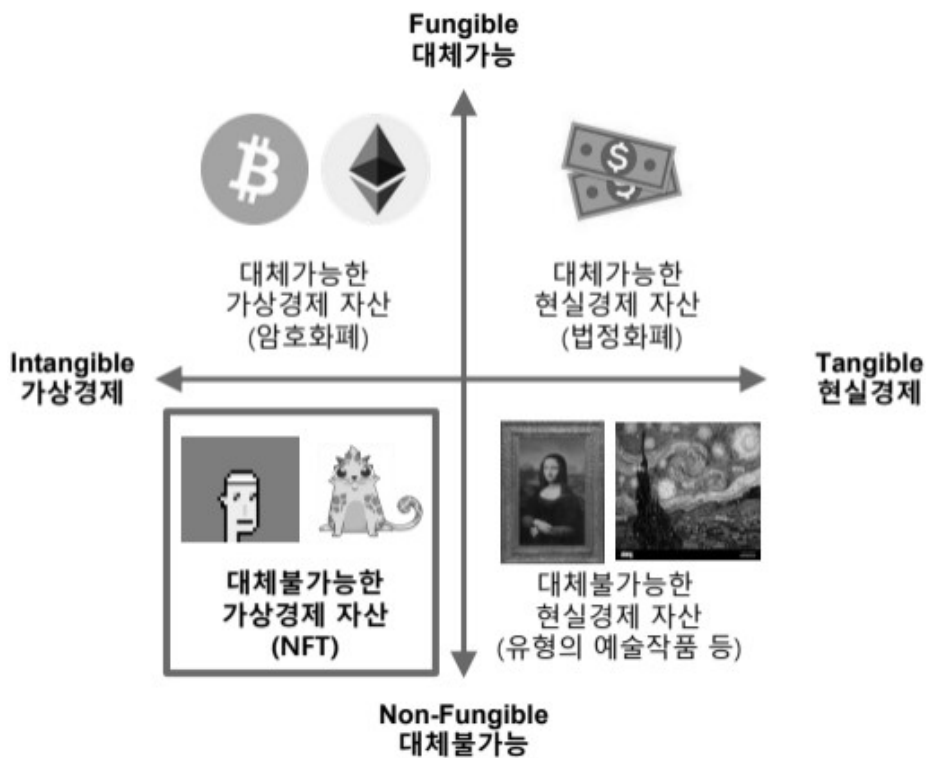 Fungible
대체가능
대체가능한
가상경제 자산
(암호화폐)
대체가능한
현실경제 자산
(법정화폐)
Intangible
가상경제
Tangible
현실경제
대체불가능한
가상경제 자산
(NFT)
대체불가능한
현실경제 자산
(유형의 예술작품 등)
Non-Fungible
대체불가능